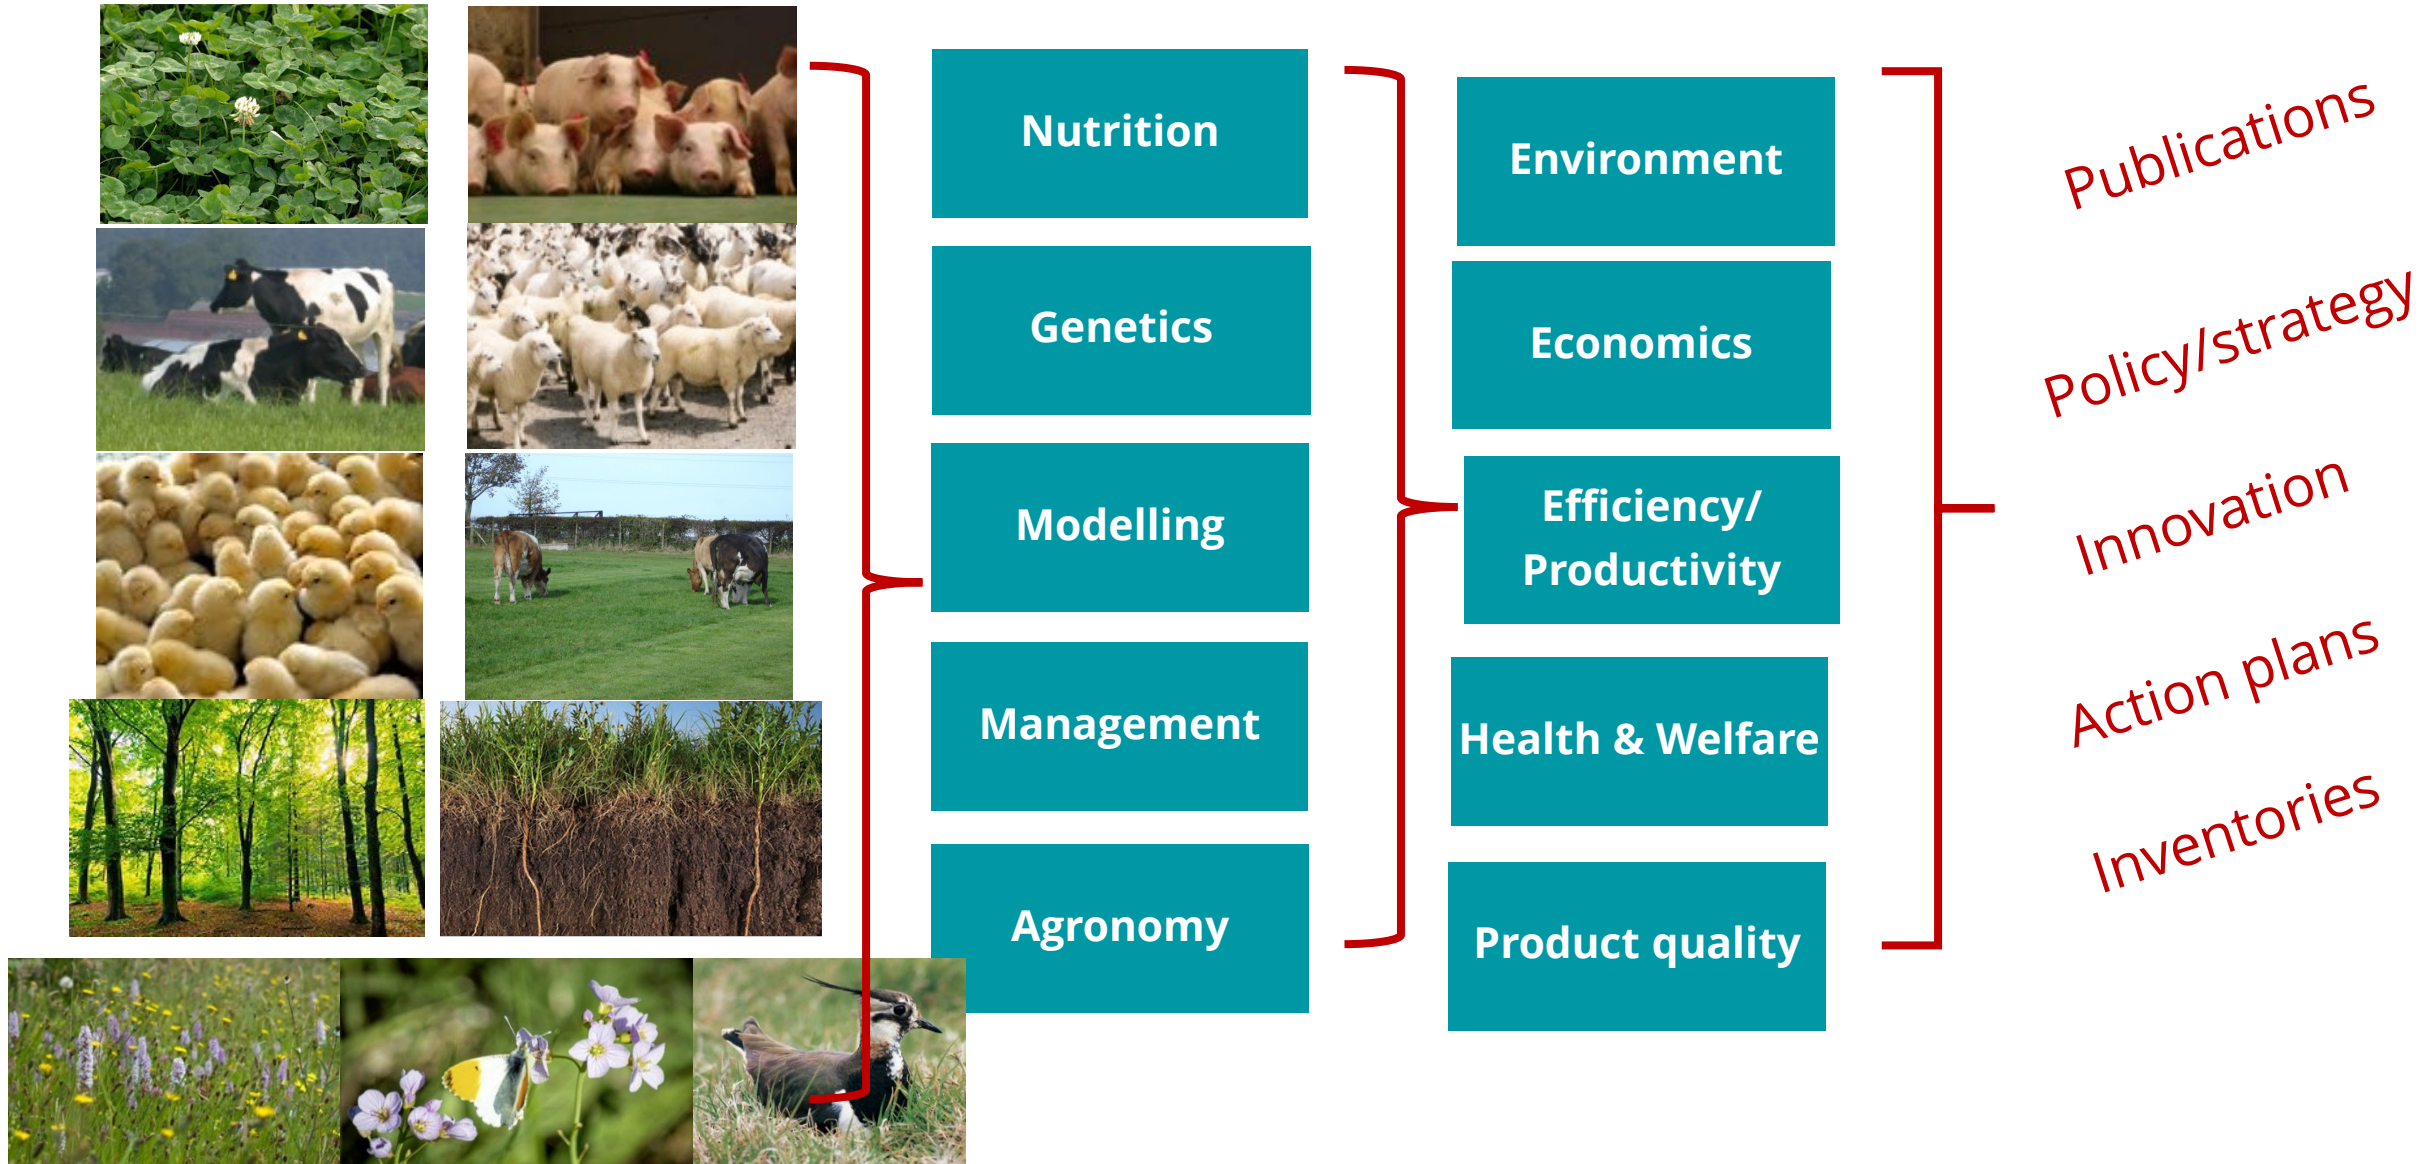 Nutrition
Genetics
Modelling
Management
Agronomy
Environment
Economics
Efficiency/
Productivity
Health & Welfare
Product quality
Publications
Policy/strategy
Innovation
Action plans
Inventories